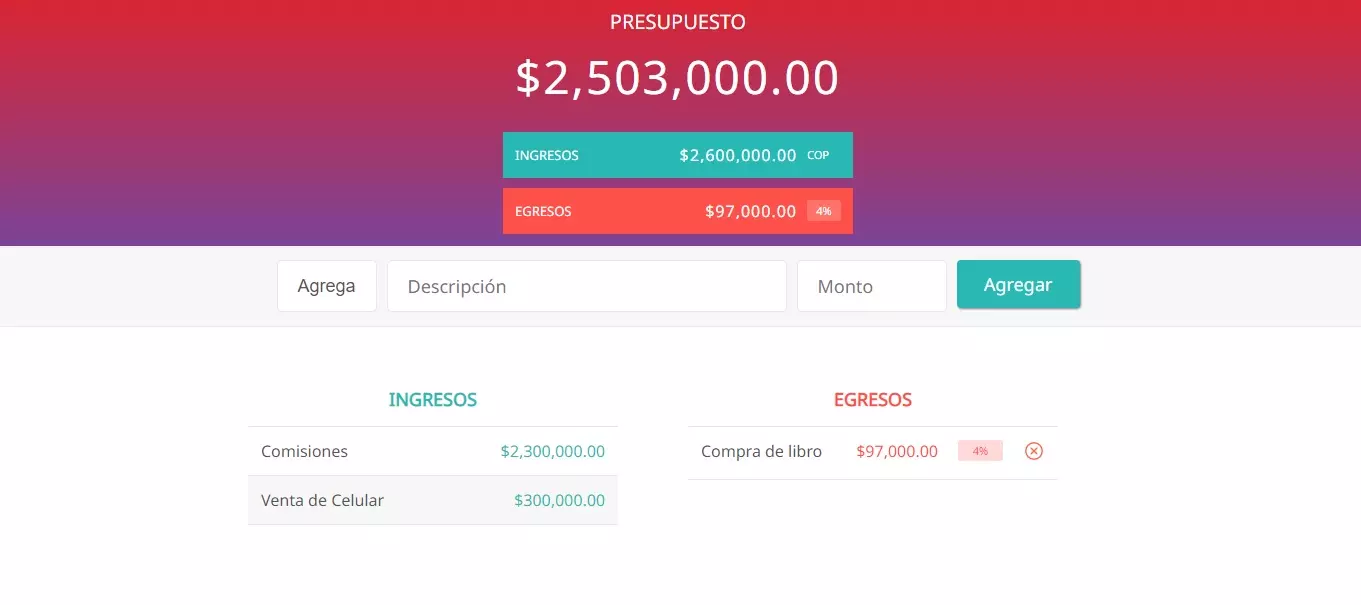 PRESUPUESTO
$2,503,000.00
INGRESOS $2,600,000.00 COP
EGRESOS $97,000.00 4%
Agrega Descripción Monto Agregar
INGRESOS
Comisiones $2,300,000.00
Venta de Celular $300,000.00
EGRESOS
Compra de libro $97,000.00 4%